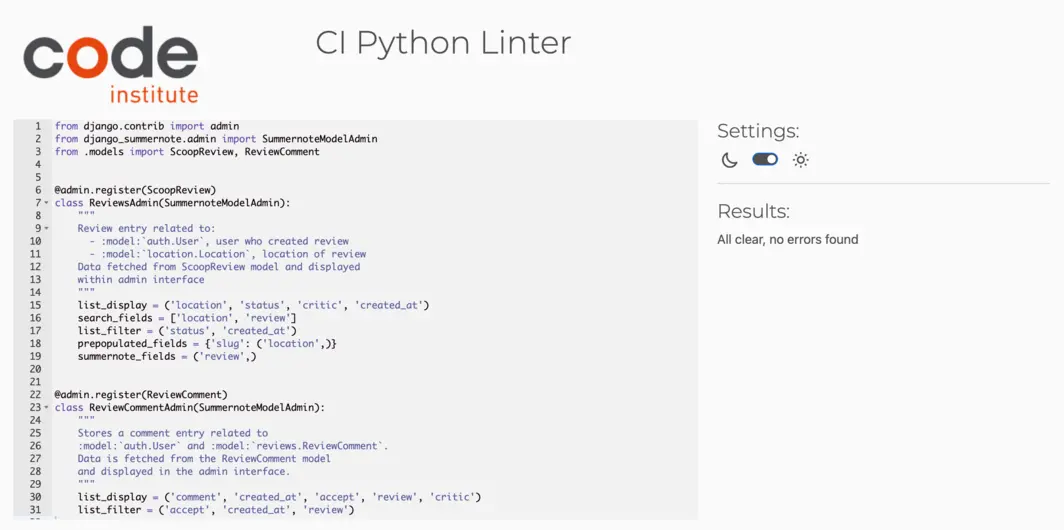 code
institute
CI Python Linter
1 from django.contrib import admin
2 from django_summernote.admin import SummernoteModelAdmin
3 from .models import ScoopReview, ReviewComment
4
5
6 @admin.register(ScoopReview)
7 class ReviewsAdmin(SummernoteModelAdmin):
8     """
9     Review entry related to:
10       - :model:`auth.User`, user who created review
11       - :model:`location.Location`, location of review
12     Data fetched from ScoopReview model and displayed
13     within admin interface
14     """
15     list_display = ('location', 'status', 'critic', 'created_at')
16     search_fields = ['location', 'review']
17     list_filter = ('status', 'created_at')
18     prepopulated_fields = {'slug': ('location',)}
19     summernote_fields = ('review',)
20
21
22 @admin.register(ReviewComment)
23 class ReviewCommentAdmin(SummernoteModelAdmin):
24     """
25     Stores a comment entry related to
26     :model:`auth.User` and :model:`reviews.ReviewComment`.
27     Data is fetched from the ReviewComment model
28     and displayed in the admin interface.
29     """
30     list_display = ('comment', 'created_at', 'accept', 'review', 'critic')
31     list_filter = ('accept', 'created_at', 'review')
Settings:
Results:
All clear, no errors found